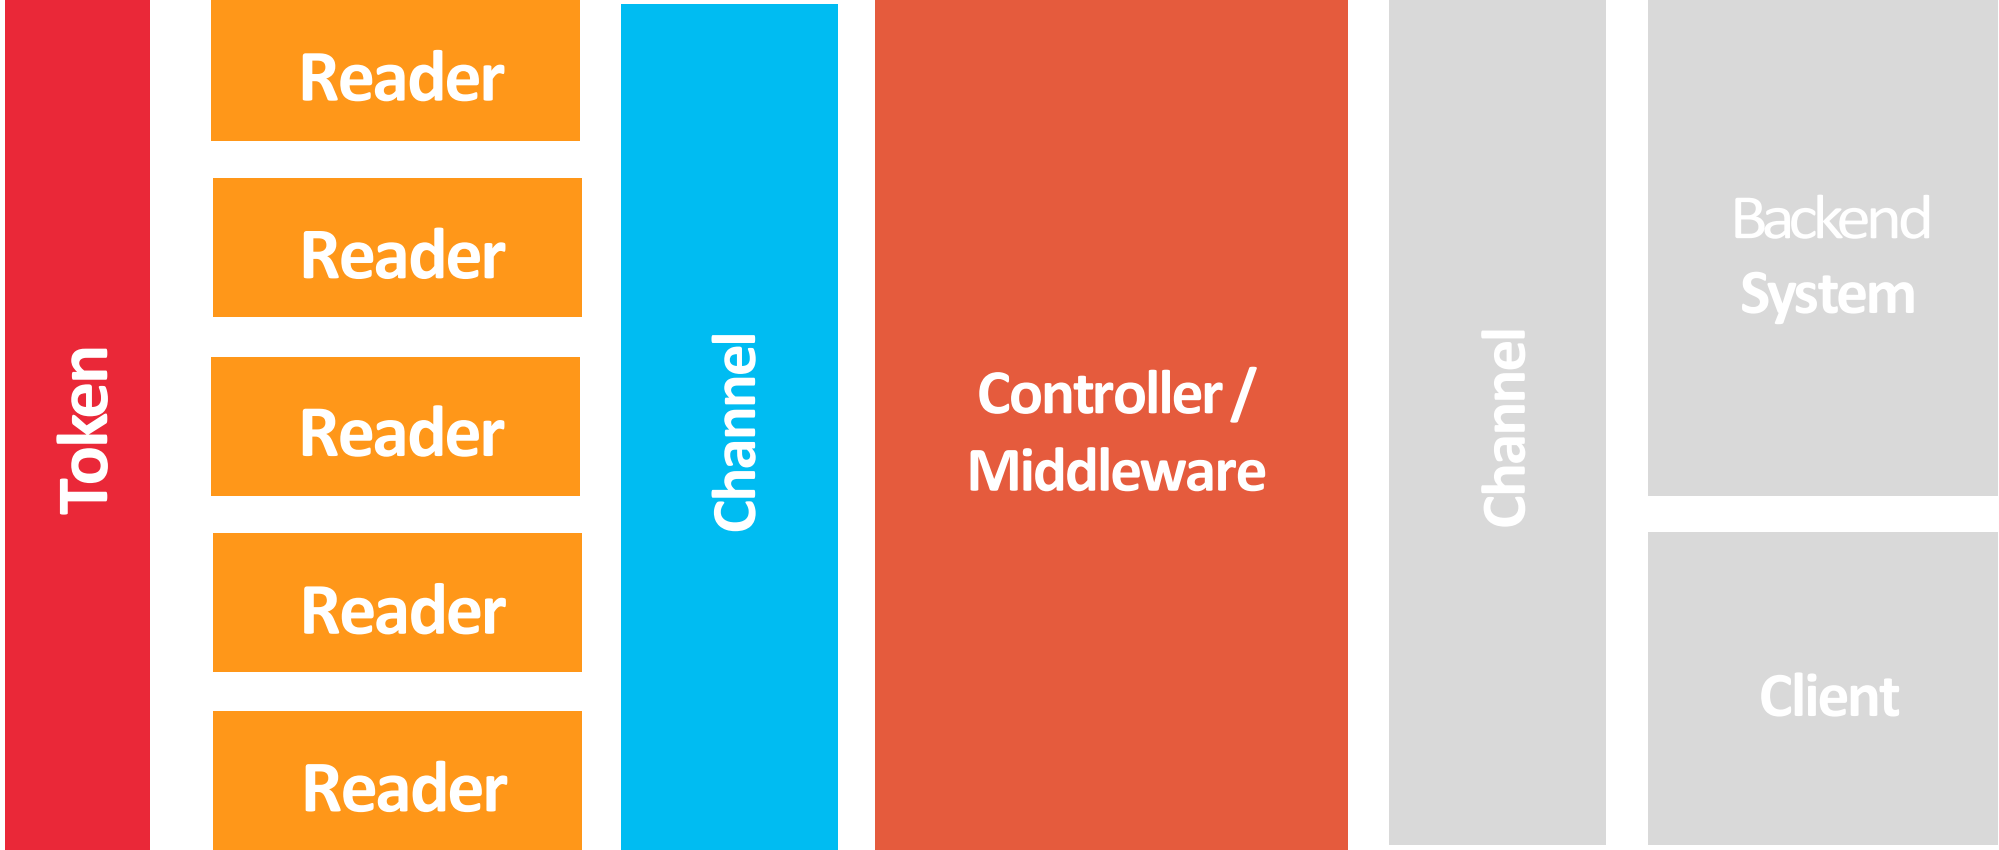 Token
Reader
Reader
Reader
Reader
Reader
Channel
Controller /
Middleware
Channel
Backend
System
Client